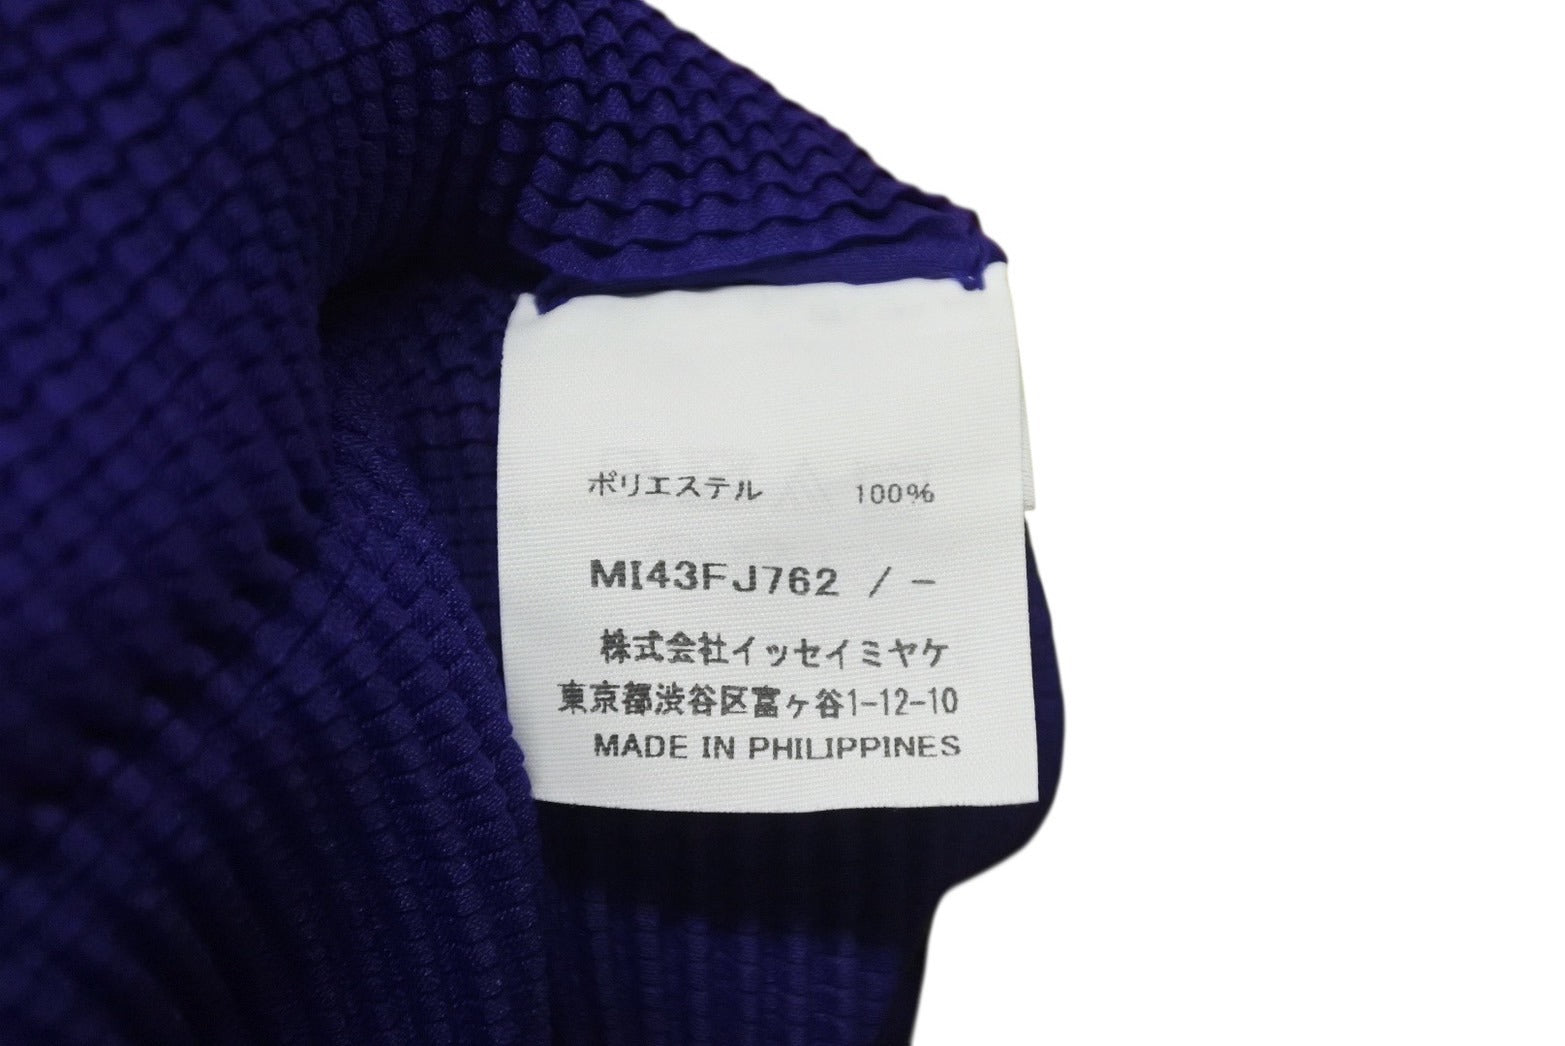 ポリエステル 100%
MI43FJ762 / -
株式会社イッセイミヤケ
東京都渋谷区富ヶ谷1-12-10
MADE IN PHILIPPINES